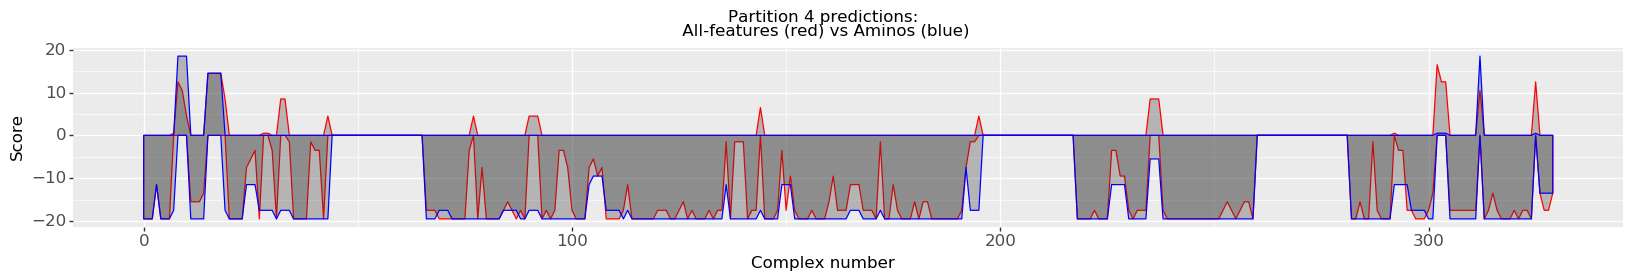 Partition 4 predictions:
All-features (red) vs Aminos (blue)
20
10
0
−10
−20
Score
0
100
200
300
Complex number